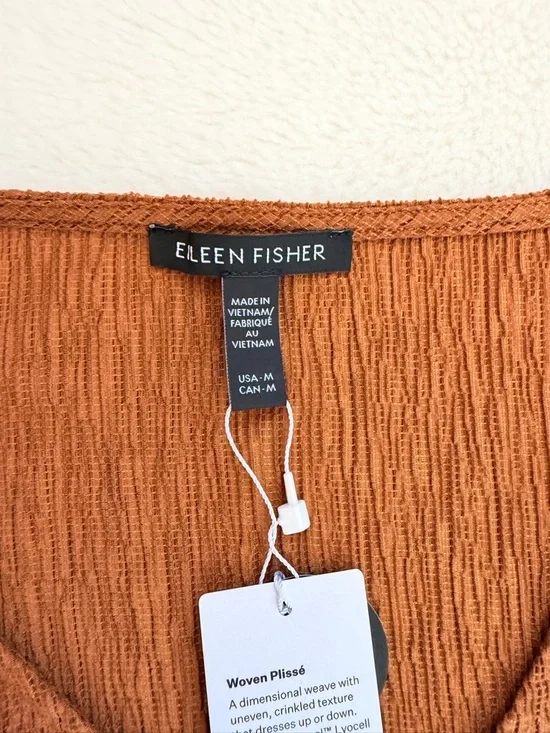 EILEEN FISHER
MADE IN
VIETNAM/
FABRIQUÉ
AU
VIETNAM
USA - M
CAN - M
Woven Plissé
A dimensional weave with
uneven, crinkled texture
that dresses up or down.
Lyocell